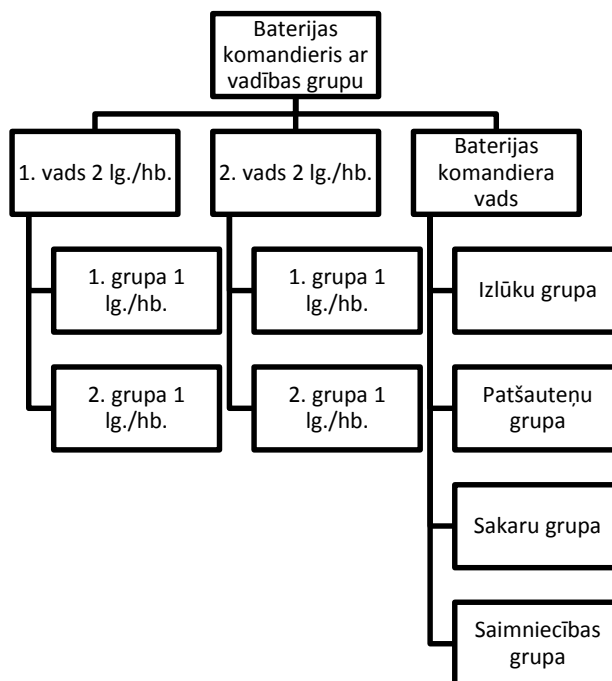 Baterijas
komandieris ar
vadības grupu
1. vads 2 lg./hb.
2. vads 2 lg./hb.
Baterijas
komandiera
vads
1. grupa 1
lg./hb.
1. grupa 1
lg./hb.
Izlūku grupa
2. grupa 1
lg./hb.
2. grupa 1
lg./hb.
Patšauteņu
grupa
Sakaru grupa
Saimniecības
grupa